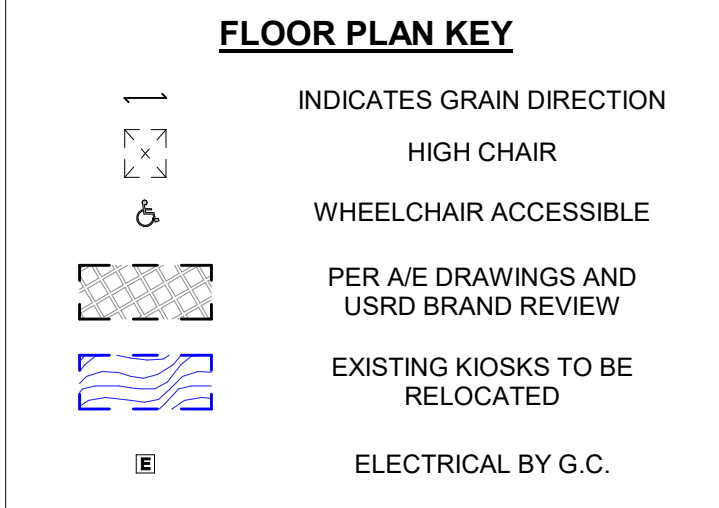 FLOOR PLAN KEY
INDICATES GRAIN DIRECTION
HIGH CHAIR
WHEELCHAIR ACCESSIBLE
PER A/E DRAWINGS AND
USRD BRAND REVIEW
EXISTING KIOSKS TO BE
RELOCATED
E
ELECTRICAL BY G.C.